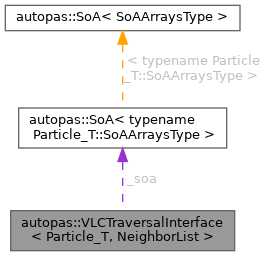 autopas::SoA< SoAArraysType >
< typename Particle
_T::SoAArraysType >
autopas::SoA< typename
Particle_T::SoAArraysType >
_soa
autopas::VLCTraversalInterface
< Particle_T, NeighborList >